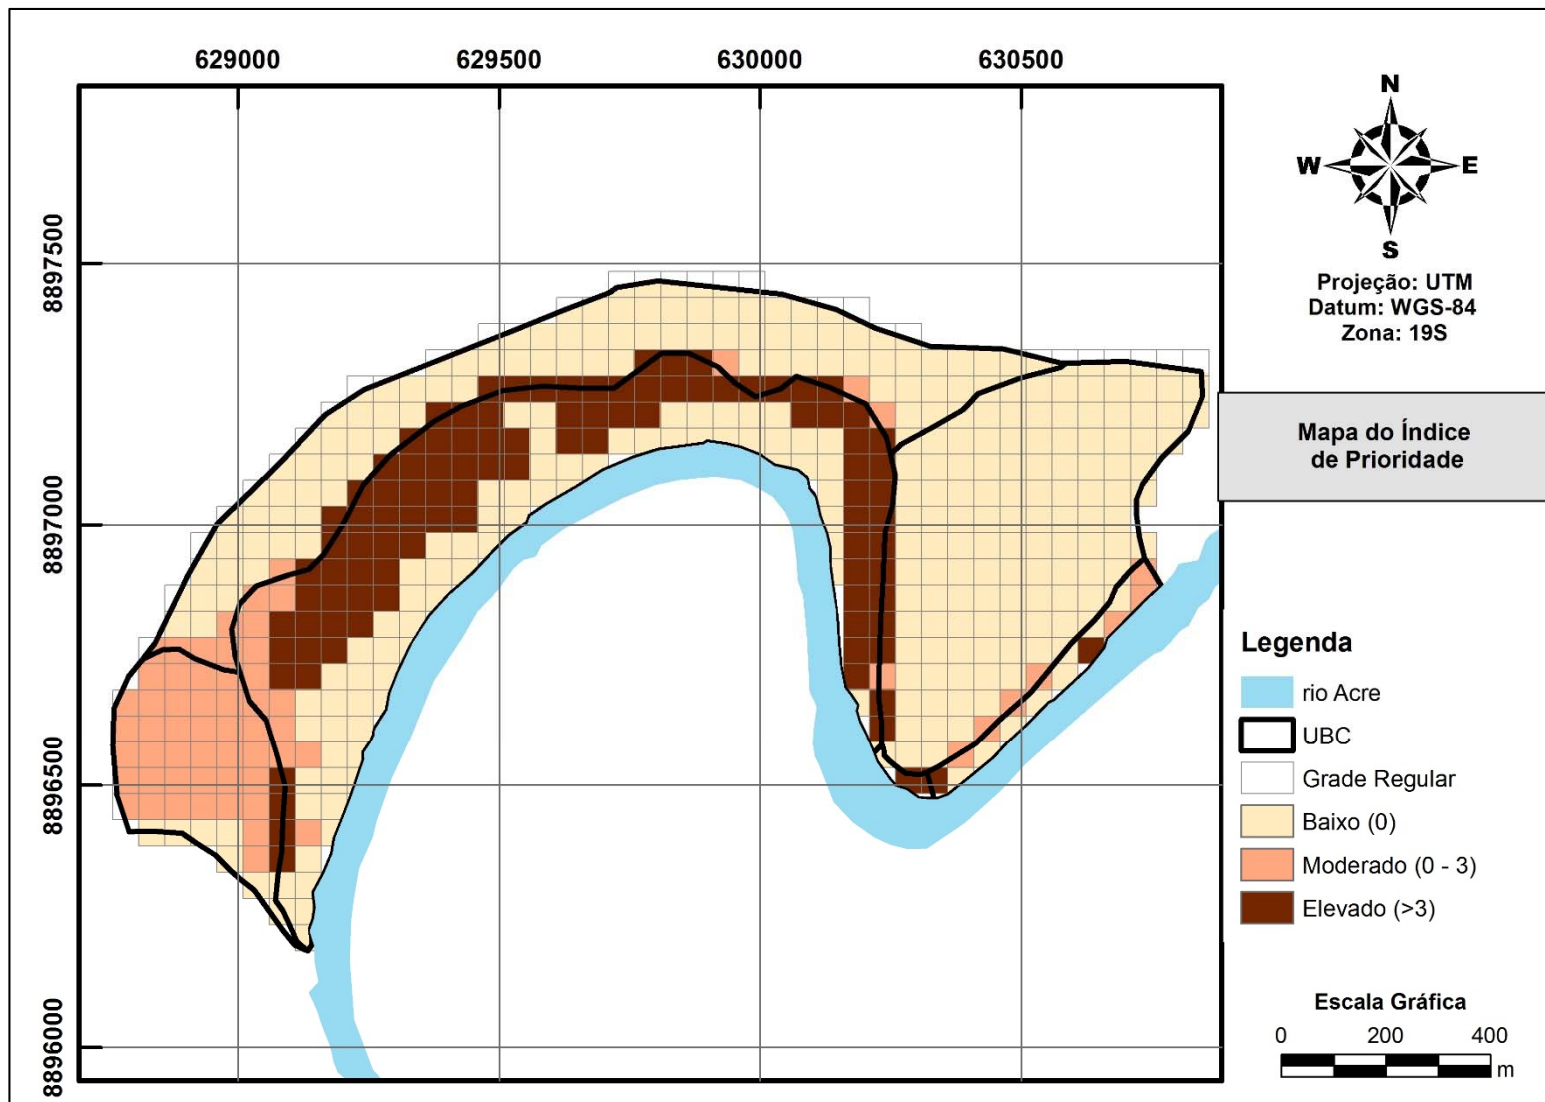 629000 629500 630000 630500
8897500
8897000
8896500
8896000
N
W E
S
Projeção: UTM
Datum: WGS-84
Zona: 19S
Mapa do Índice
de Prioridade
Legenda
rio Acre
UBC
Grade Regular
Baixo (0)
Moderado (0 - 3)
Elevado (>3)
Escala Gráfica
0 200 400
m